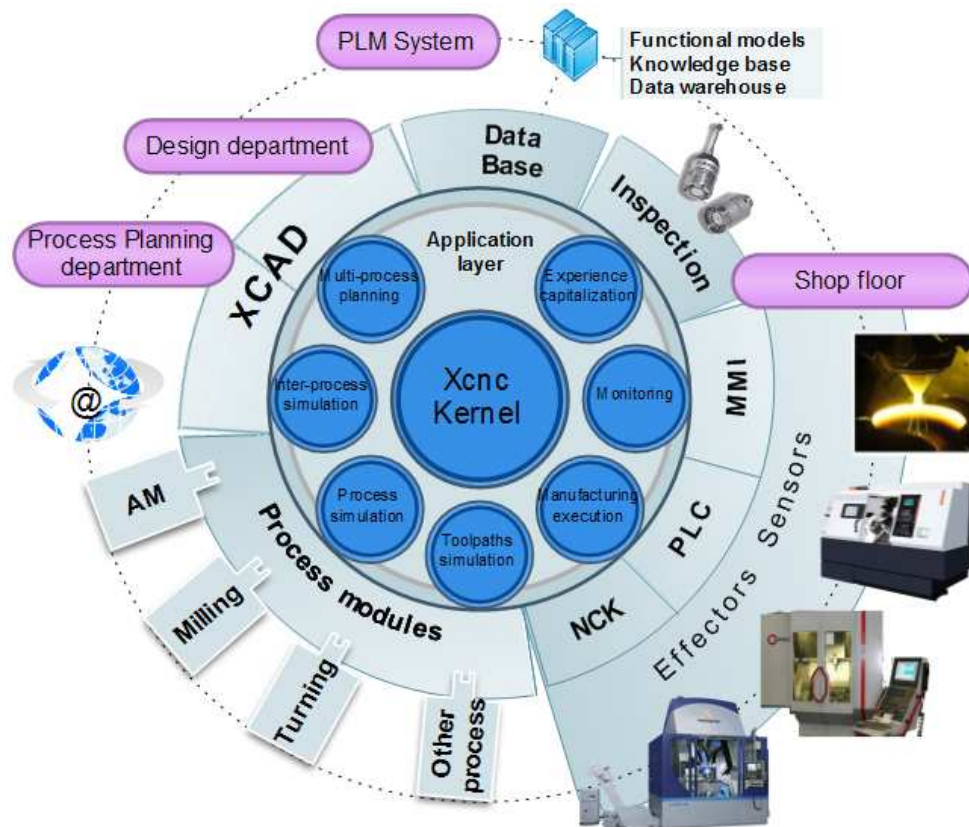 PLM System
Functional models
Knowledge base
Data warehouse
Design department
Data
Base
Inspection
Process Planning
department
XCAD
Application
layer
Shop floor
Multi-process
planning
Experience
capitalization
Xcnc
Kernel
Inter-process
simulation
Monitoring
MMI
@
Process
simulation
Manufacturing
execution
Toolpaths
simulation
PLC
NCK
Effectors Sensors
Process modules
AM
Milling
Turning
Other
process